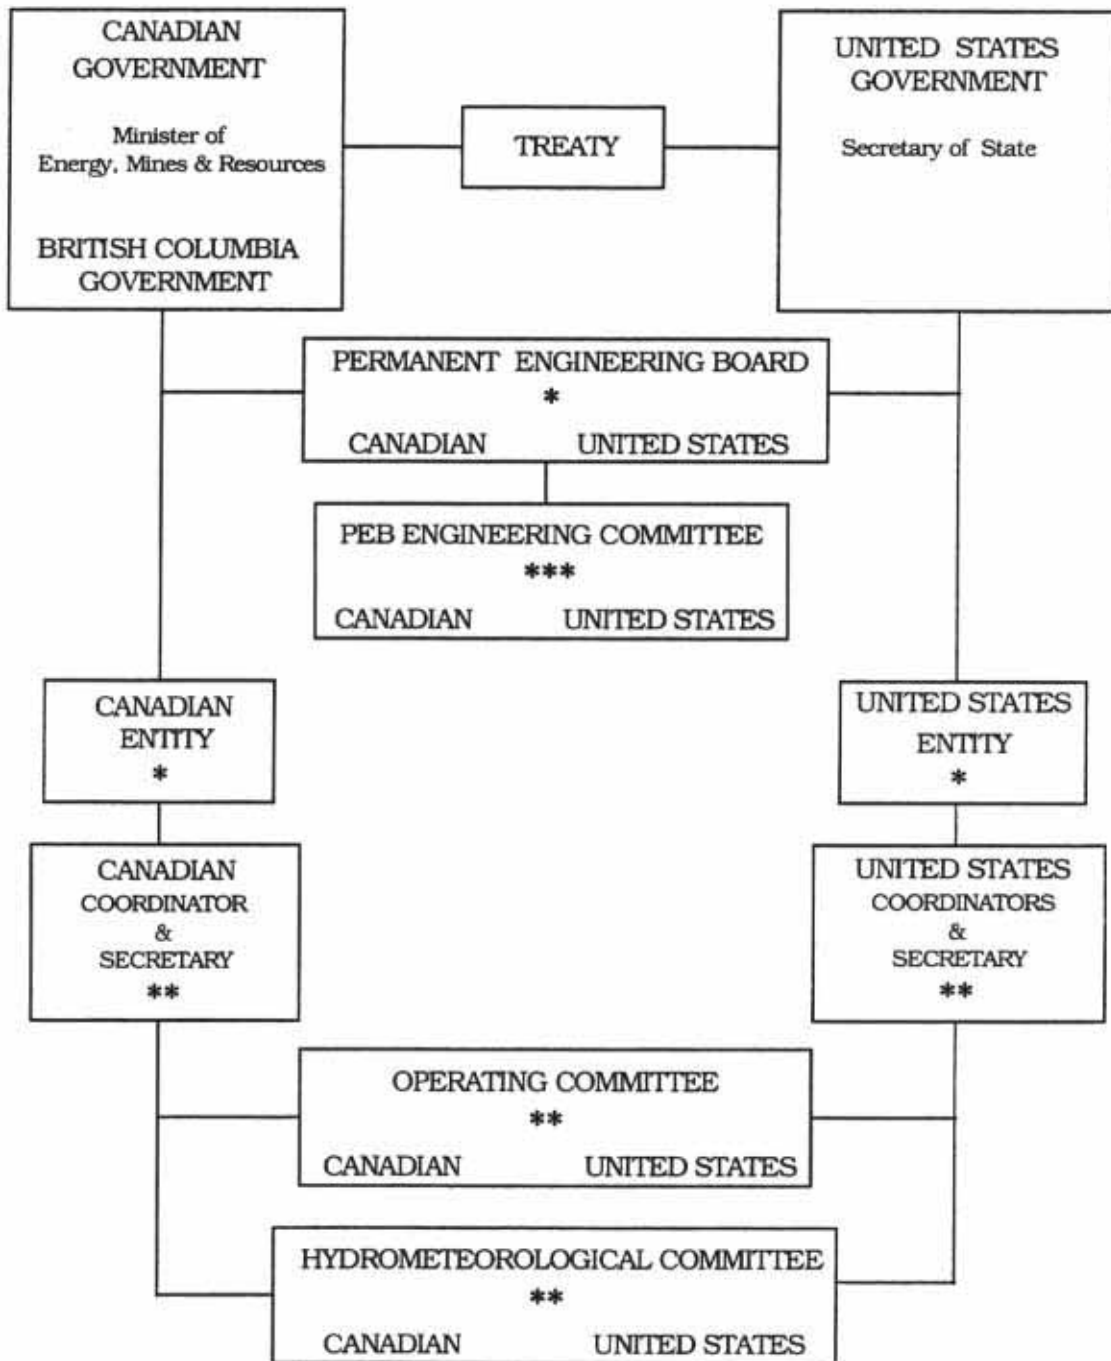 CANADIAN
GOVERNMENT
Minister of
Energy, Mines & Resources
BRITISH COLUMBIA
GOVERNMENT
TREATY
UNITED STATES
GOVERNMENT
Secretary of State
PERMANENT ENGINEERING BOARD
*
CANADIAN UNITED STATES
PEB ENGINEERING COMMITTEE
***
CANADIAN UNITED STATES
CANADIAN
ENTITY
*
UNITED STATES
ENTITY
*
CANADIAN
COORDINATOR
&
SECRETARY
**
UNITED STATES
COORDINATORS
&
SECRETARY
**
OPERATING COMMITTEE
**
CANADIAN UNITED STATES
HYDROMETEOROLOGICAL COMMITTEE
**
CANADIAN UNITED STATES